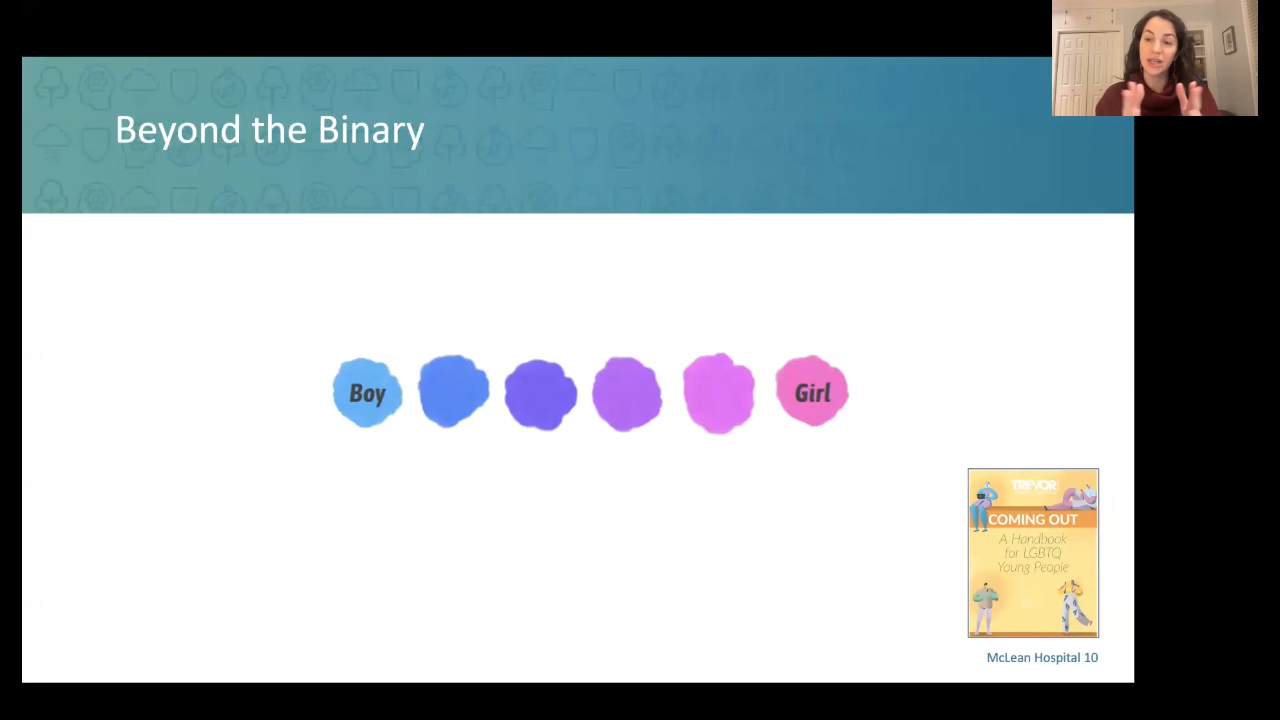 Beyond the Binary
Boy
Girl
TREVOR
COMING OUT
A Handbook
for LGBTQ
Young People
McLean Hospital 10